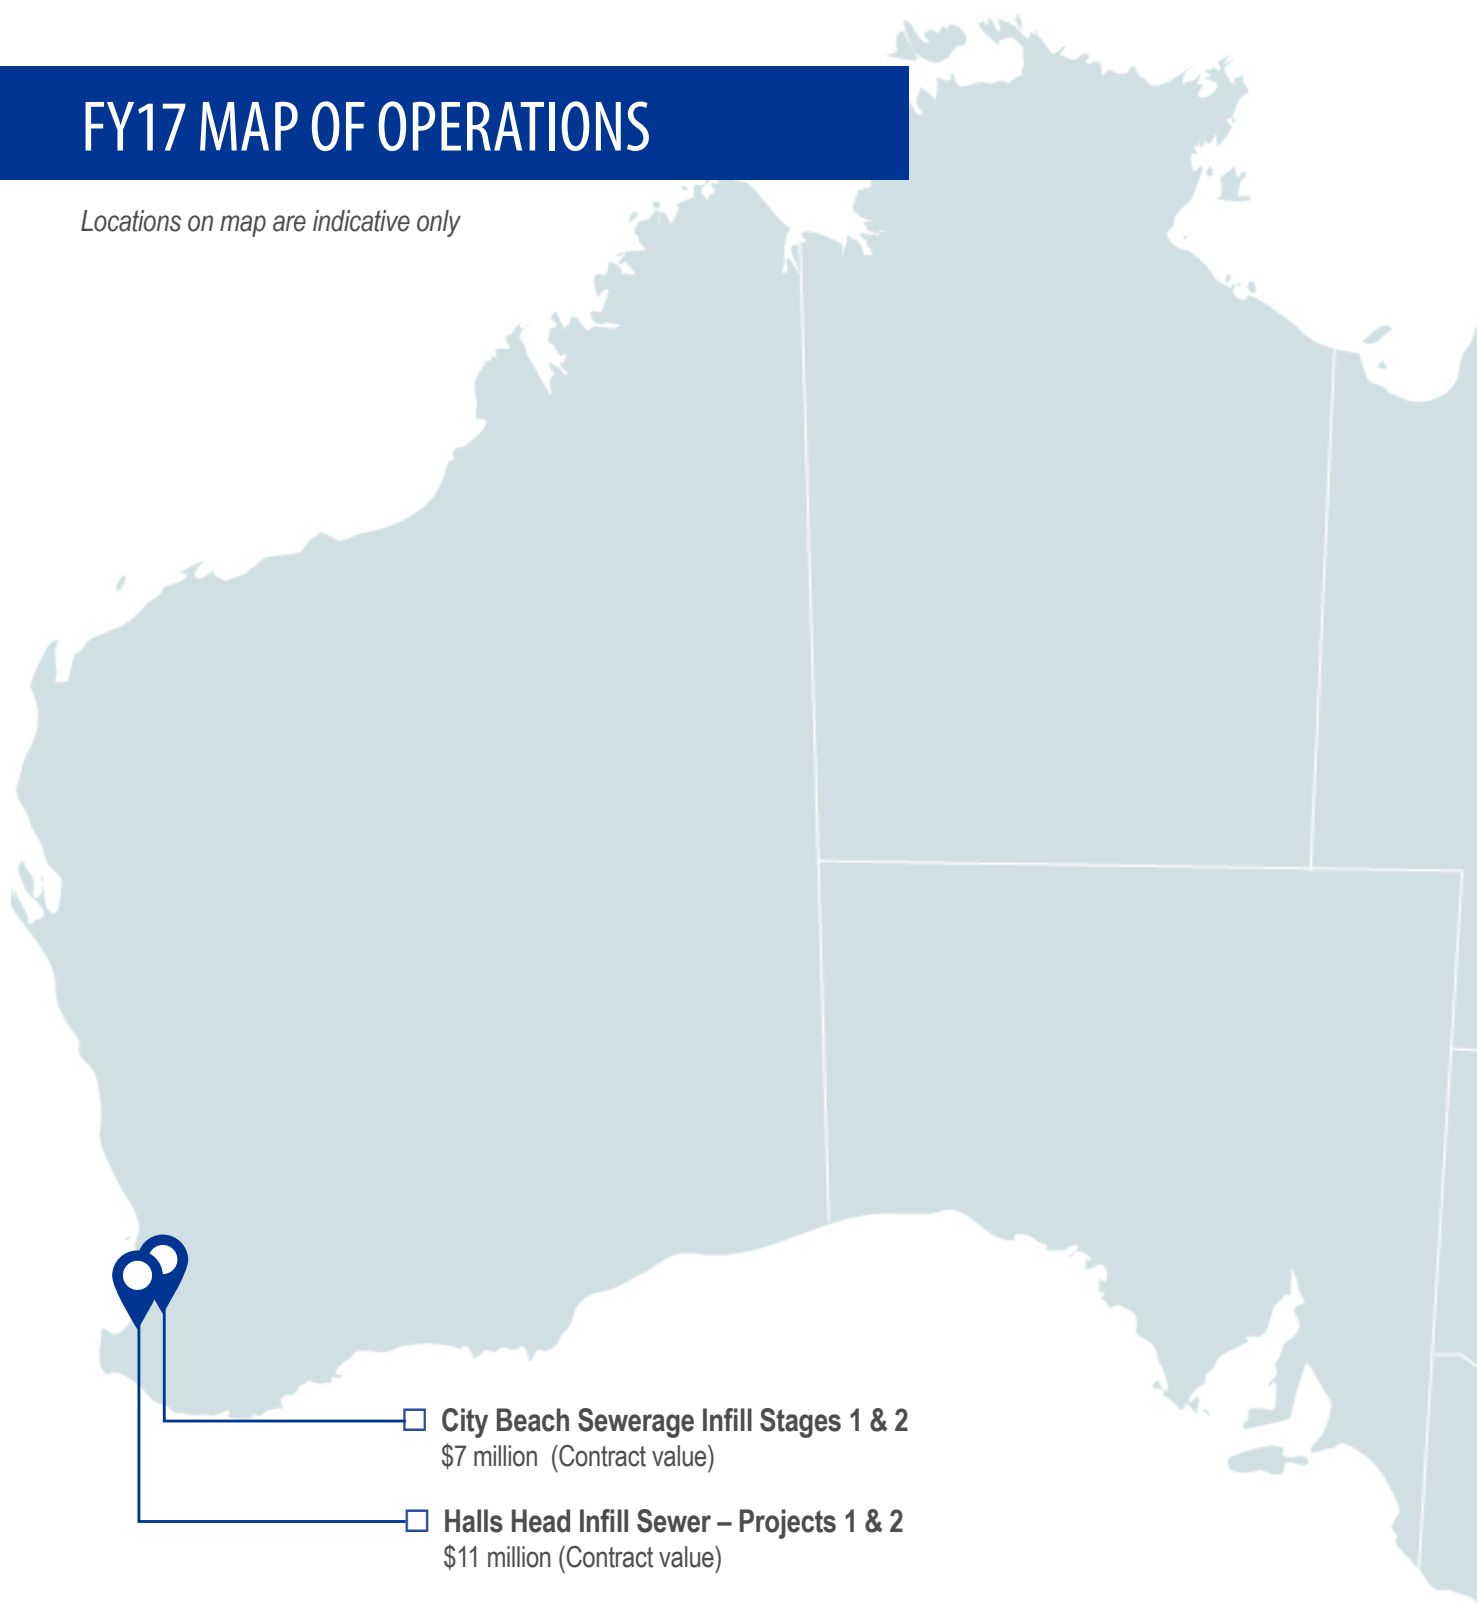 FY17 MAP OF OPERATIONS
Locations on map are indicative only
City Beach Sewerage Infill Stages 1 & 2
$7 million (Contract value)
Halls Head Infill Sewer – Projects 1 & 2
$11 million (Contract value)